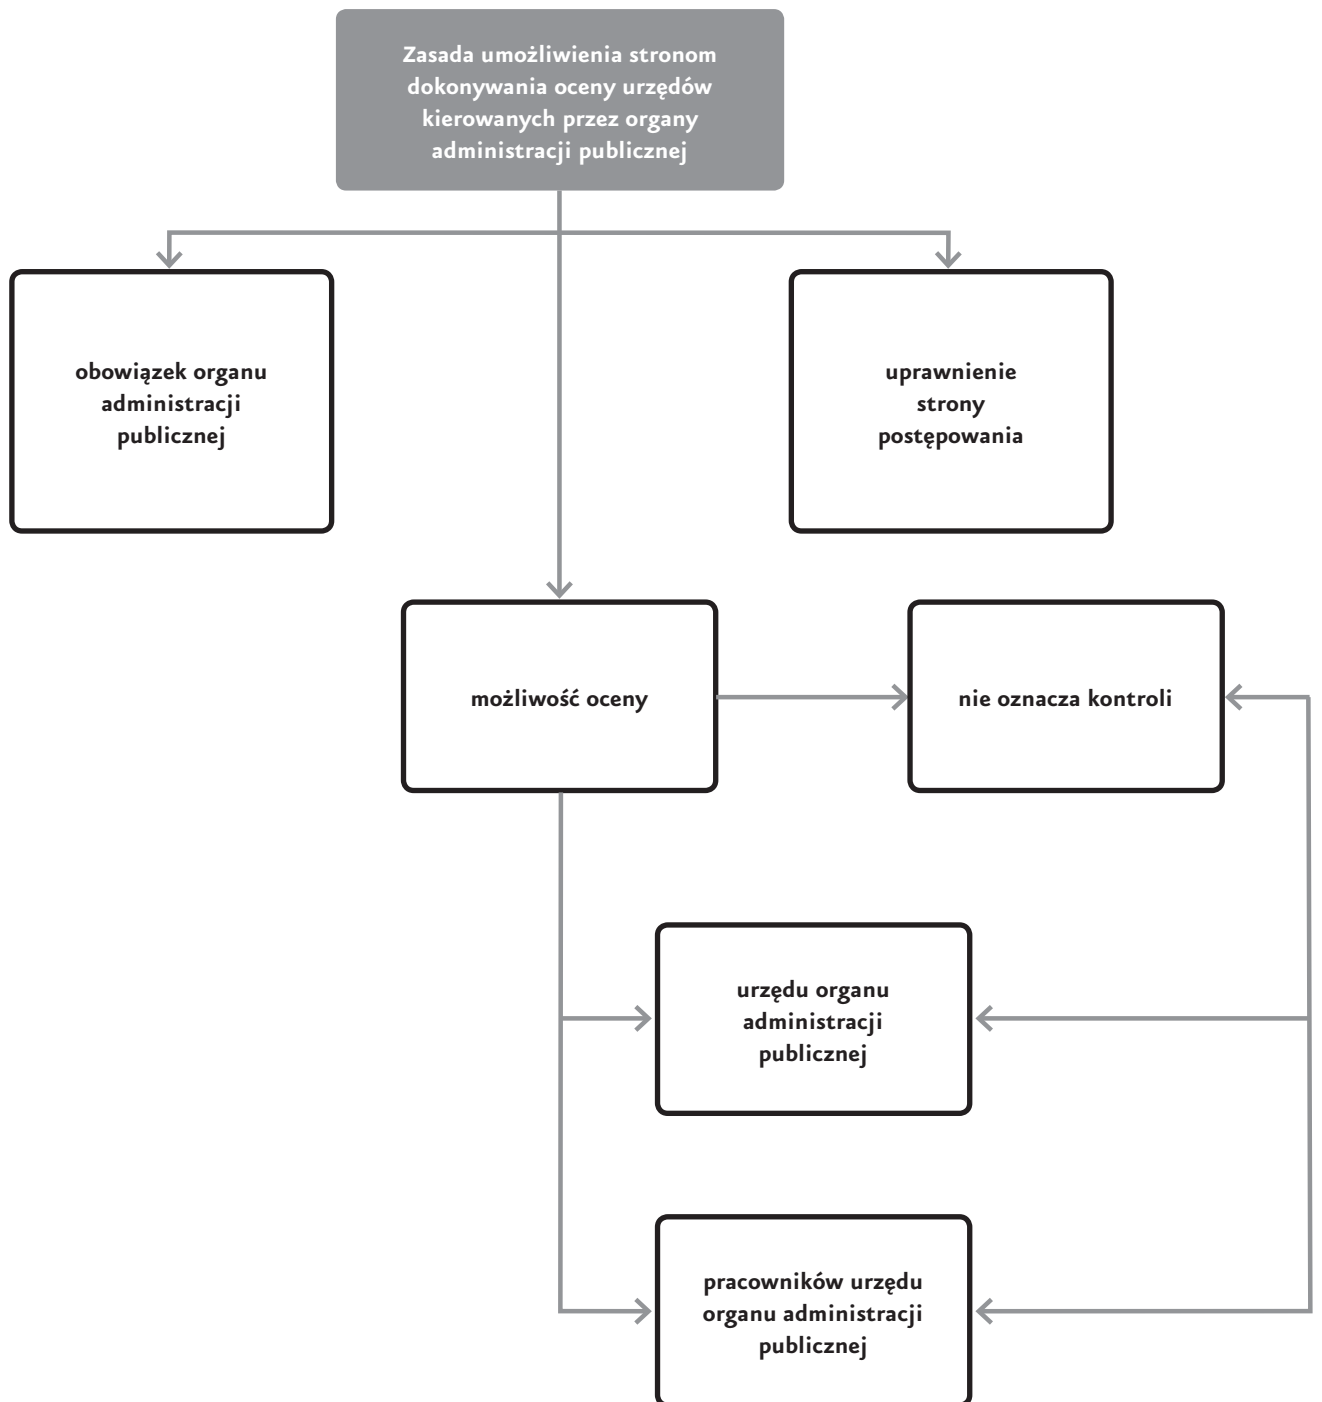 Zasada umożliwienia stronom
dokonywania oceny urzędów
kierowanych przez organy
administracji publicznej
obowiązek organu
administracji
publicznej
uprawnienie
strony
postępowania
możliwość oceny
nie oznacza kontroli
urzędu organu
administracji
publicznej
pracowników urzędu
organu administracji
publicznej